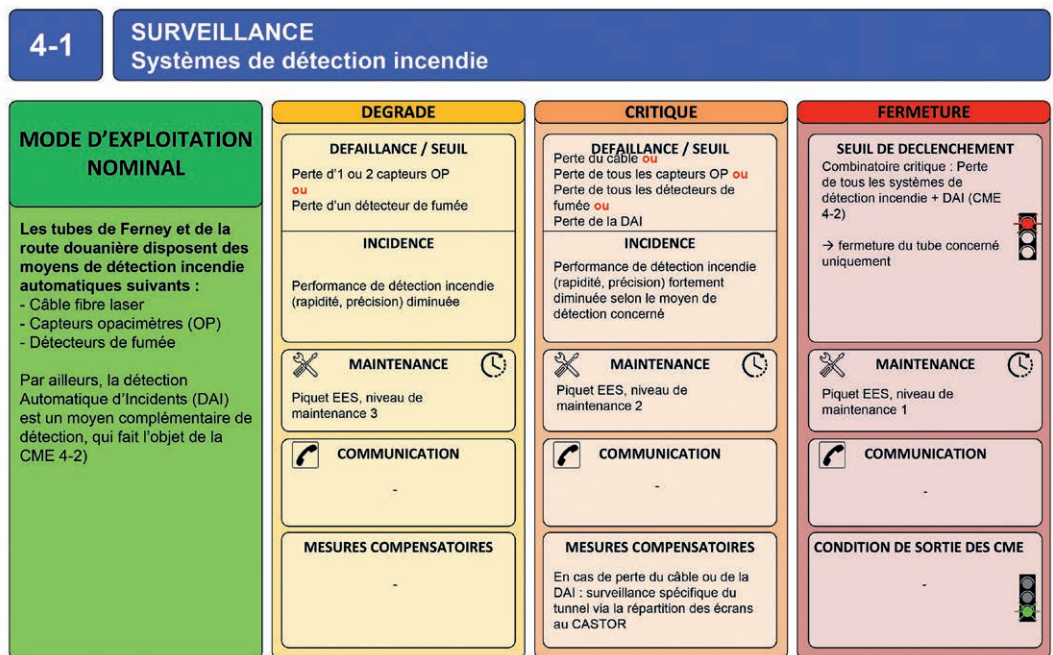 4-1
SURVEILLANCE
Systèmes de détection incendie
MODE D'EXPLOITATION
NOMINAL
Les tubes de Ferney et de la
route douanière disposent des
moyens de détection incendie
automatiques suivants :
- Câble fibre laser
- Capteurs opacimètres (OP)
- Détecteurs de fumée
Par ailleurs, la détection
Automatique d'Incidents (DAI)
est un moyen complémentaire de
détection, qui fait l'objet de la
CME 4-2)
DEGRADE
DEFAILLANCE / SEUIL
Perte d'1 ou 2 capteurs OP
ou
Perte d'un détecteur de fumée
INCIDENCE
Performance de détection incendie
(rapidité, précision) diminuée
MAINTENANCE
Piquet EES, niveau de
maintenance 3
COMMUNICATION
-
MESURES COMPENSATOIRES
-
CRITIQUE
DEFAILLANCE / SEUIL
Perte du câble ou
Perte de tous les capteurs OP ou
Perte de tous les détecteurs de
fumée ou
Perte de la DAI
INCIDENCE
Performance de détection incendie
(rapidité, précision) fortement
diminuée selon le moyen de
détection concerné
MAINTENANCE
Piquet EES, niveau de
maintenance 2
COMMUNICATION
-
MESURES COMPENSATOIRES
En cas de perte du câble ou de la
DAI : surveillance spécifique du
tunnel via la répartition des écrans
au CASTOR
FERMETURE
SEUIL DE DECLENCHEMENT
Combinatoire critique : Perte
de tous les systèmes de
détection incendie + DAI (CME
4-2)
→ fermeture du tube concerné
uniquement
MAINTENANCE
Piquet EES, niveau de
maintenance 1
COMMUNICATION
-
CONDITION DE SORTIE DES CME
-